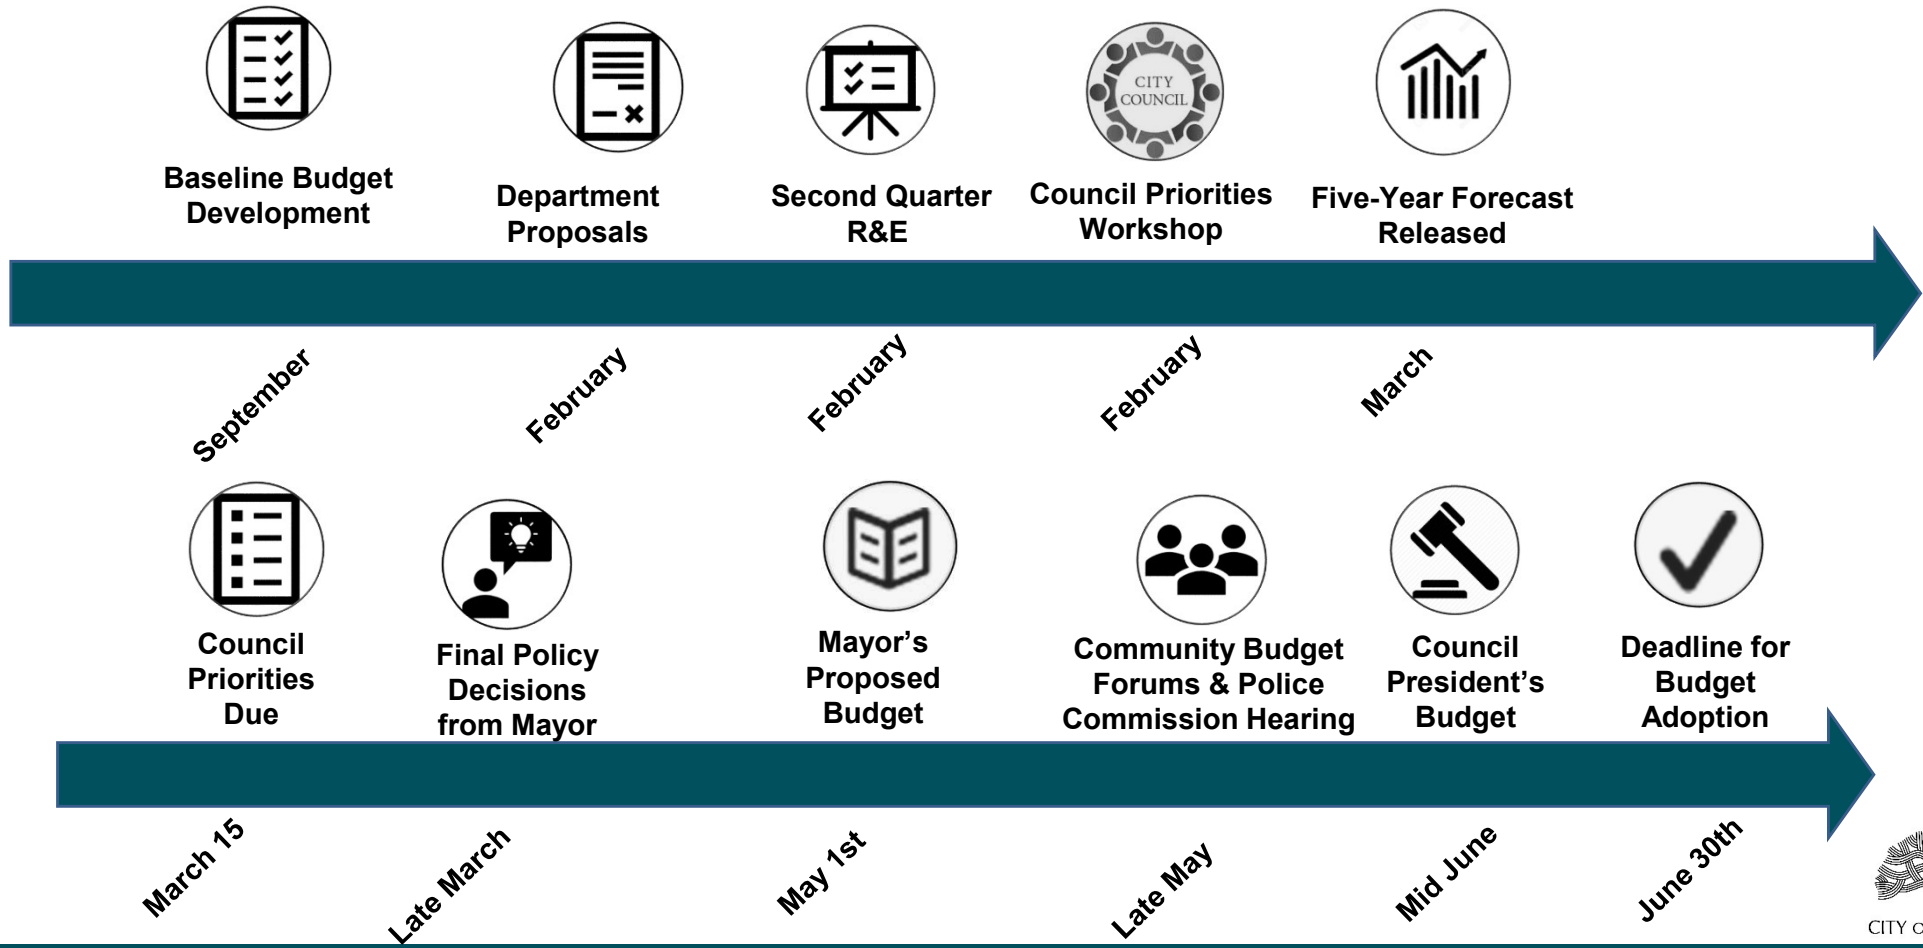 CITY
COUNCIL
Baseline Budget
Development
Department
Proposals
Second Quarter
R&E
Council Priorities
Workshop
Five-Year Forecast
Released
September
February
February
February
March
Council
Priorities
Due
Final Policy
Decisions
from Mayor
Mayor’s
Proposed
Budget
Community Budget
Forums & Police
Commission Hearing
Council
President’s
Budget
Deadline for
Budget
Adoption
March 15
Late March
May 1st
Late May
Mid June
June 30th
CITY